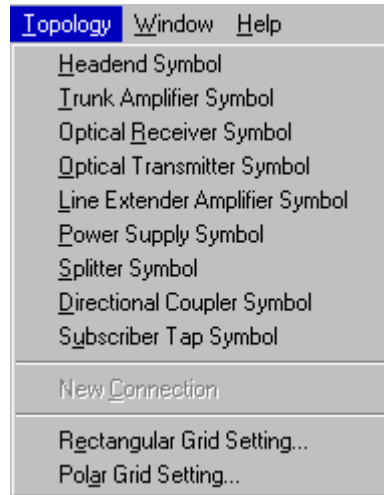 Topology Window Help
Headend Symbol
Trunk Amplifier Symbol
Optical Receiver Symbol
Optical Transmitter Symbol
Line Extender Amplifier Symbol
Power Supply Symbol
Splitter Symbol
Directional Coupler Symbol
Subscriber Tap Symbol
New Connection
Rectangular Grid Setting...
Polar Grid Setting...